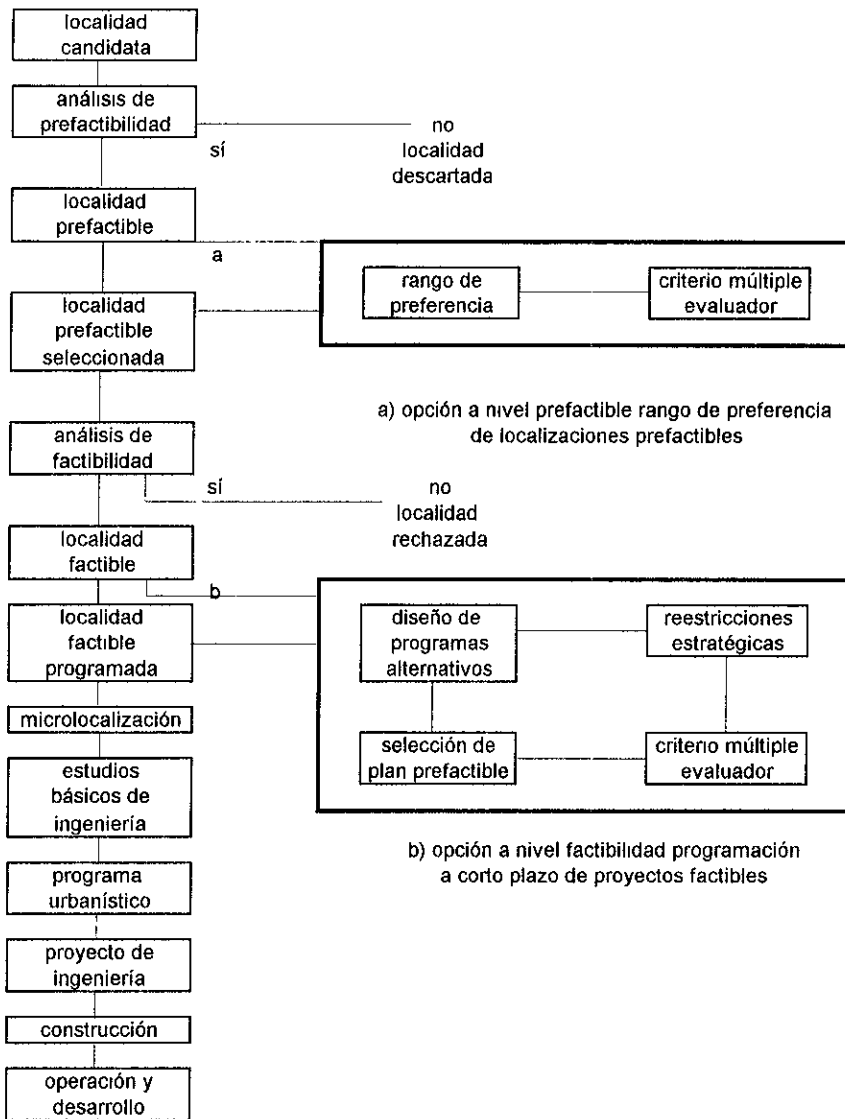 localidad
candidata
análisis de
prefactibilidad
sí
no
localidad
descartada
localidad
prefactible
a
rango de
preferencia
criterio múltiple
evaluador
localidad
prefactible
seleccionada
a) opción a nivel prefactible rango de preferencia
de localizaciones prefactibles
análisis de
factibilidad
sí
no
localidad
rechazada
localidad
factible
b
localidad
factible
programada
diseño de
programas
alternativos
reestricciones
estratégicas
microlocalización
selección de
plan prefactible
criterio múltiple
evaluador
estudios
básicos de
ingeniería
b) opción a nivel factibilidad programación
a corto plazo de proyectos factibles
programa
urbanístico
proyecto de
ingeniería
construcción
operación y
desarrollo